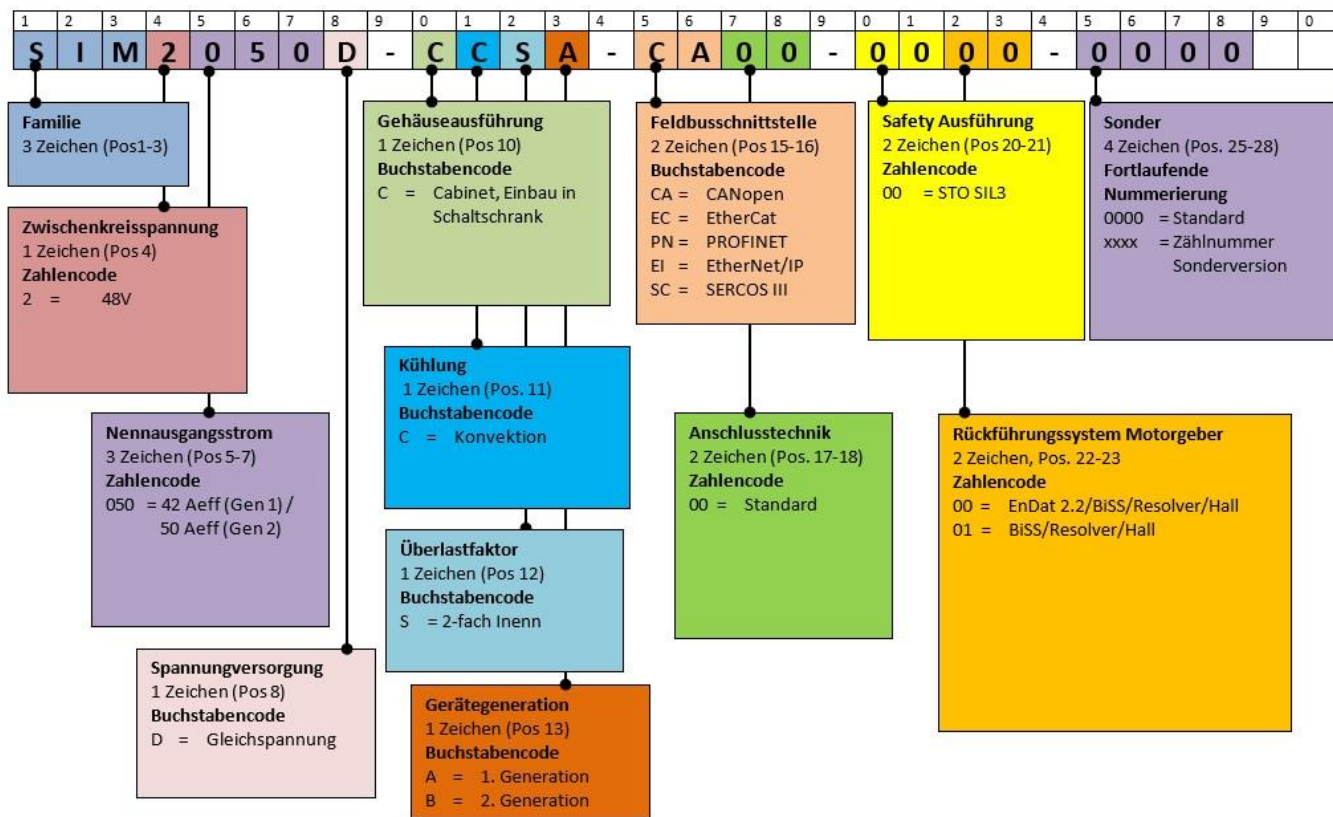 1 2 3 4 5 6 7 8 9 0 1 2 3 4 5 6 7 8 9 0 1 2 3 4 5 6 7 8 9 0
S I M 2 0 5 0 D - C C S A - C A 0 0 - 0 0 0 0 - 0 0 0 0
Familie
3 Zeichen (Pos1-3)
Zwischenkreisspannung
1 Zeichen (Pos 4)
Zahlencode
2 = 48V
Nennausgangsstrom
3 Zeichen (Pos 5-7)
Zahlencode
050 = 42 Aeff (Gen 1) /
50 Aeff (Gen 2)
Spannungversorgung
1 Zeichen (Pos 8)
Buchstabencode
D = Gleichspannung
Gehäuseausführung
1 Zeichen (Pos 10)
Buchstabencode
C = Cabinet, Einbau in
Schaltschrank
Kühlung
1 Zeichen (Pos. 11)
Buchstabencode
C = Konvektion
Überlastfaktor
1 Zeichen (Pos 12)
Buchstabencode
S = 2-fach Inenn
Gerätegeneration
1 Zeichen (Pos 13)
Buchstabencode
A = 1. Generation
B = 2. Generation
Feldbusschnittstelle
2 Zeichen (Pos 15-16)
Buchstabencode
CA = CANopen
EC = EtherCat
PN = PROFINET
EI = EtherNet/IP
SC = SERCOS III
Anschlusstechnik
2 Zeichen (Pos. 17-18)
Zahlencode
00 = Standard
Safety Ausführung
2 Zeichen (Pos 20-21)
Zahlencode
00 = STO SIL3
Rückführungssystem Motorgeber
2 Zeichen, Pos. 22-23
Zahlencode
00 = EnDat 2.2/BiSS/Resolver/Hall
01 = BiSS/Resolver/Hall
Sonder
4 Zeichen (Pos. 25-28)
Fortlaufende
Nummerierung
0000 = Standard
xxxx = Zählnummer
Sonderversion